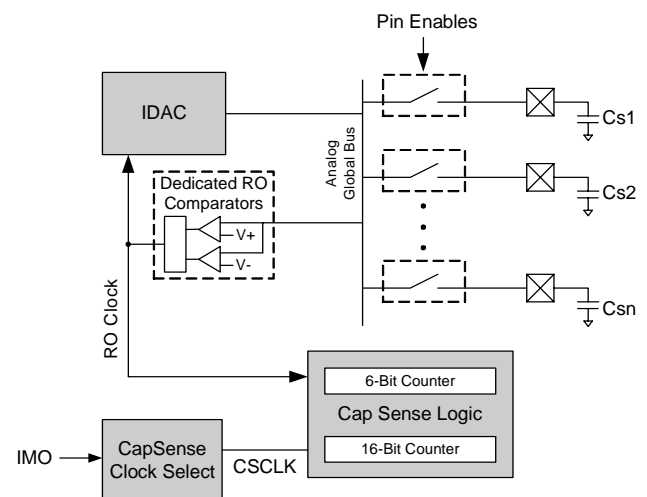 Pin Enables
IDAC
Cs1
Analog
Global Bus
Dedicated RO
Comparators
V+
V-
Cs2
Csn
RO Clock
6-Bit Counter
Cap Sense Logic
16-Bit Counter
IMO
CapSense
Clock Select
CSCLK